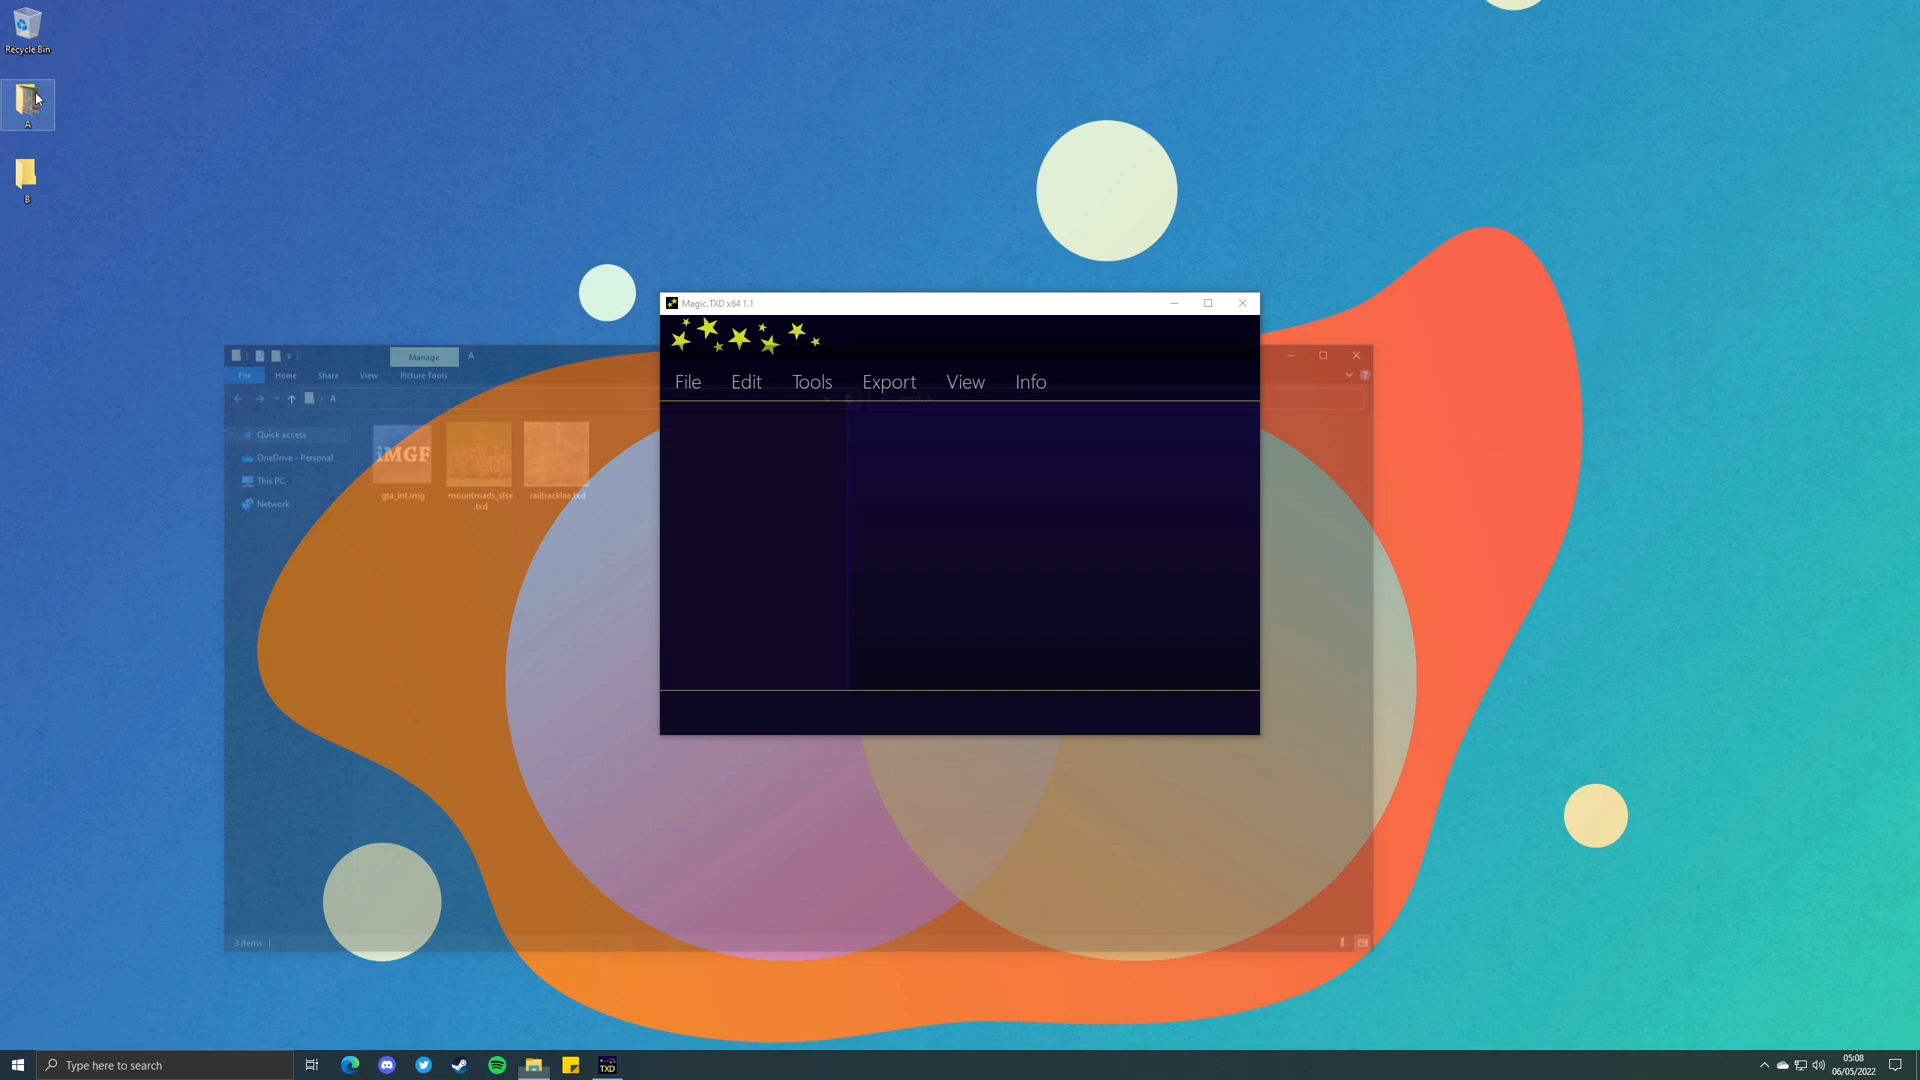 Recycle Bin
A
B
Magic.TXD x64 1.1
File Edit Tools Export View Info
Manage A
File Home Share View Picture Tools
A
Search A
Quick access
OneDrive - Personal
This PC
Network
iMGF
gta_int.img
mountroads_sfse
.txd
railtracklae.txd
3 items
Type here to search
TXD
05:08
06/05/2022